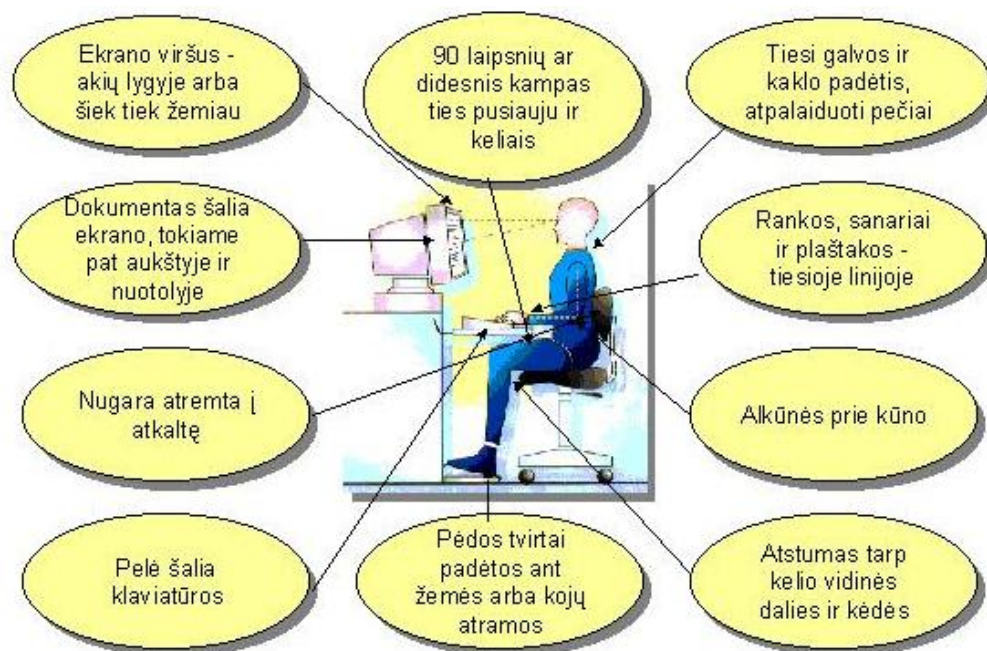 Ekrano viršus -
akių lygyje arba
šiek tiek žemiau
90 laipsnių ar
didesnis kampas
ties pusiauju ir
keliais
Tiesi galvos ir
kaklo padėtis,
atpalaiduoti pečiai
Dokumentas šalia
ekrano, tokiame
pat aukštyje ir
nuotolyje
Rankos, sanariai
ir plaštakos -
tiesioje linijoje
Nugara atremta į
atkaltę
Alkūnės prie kūno
Pelė šalia
klaviatūros
Pėdos tvirtai
padėtos ant
žemės arba kojų
atramos
Atstumas tarp
kelio vidinės
dalies ir kėdės